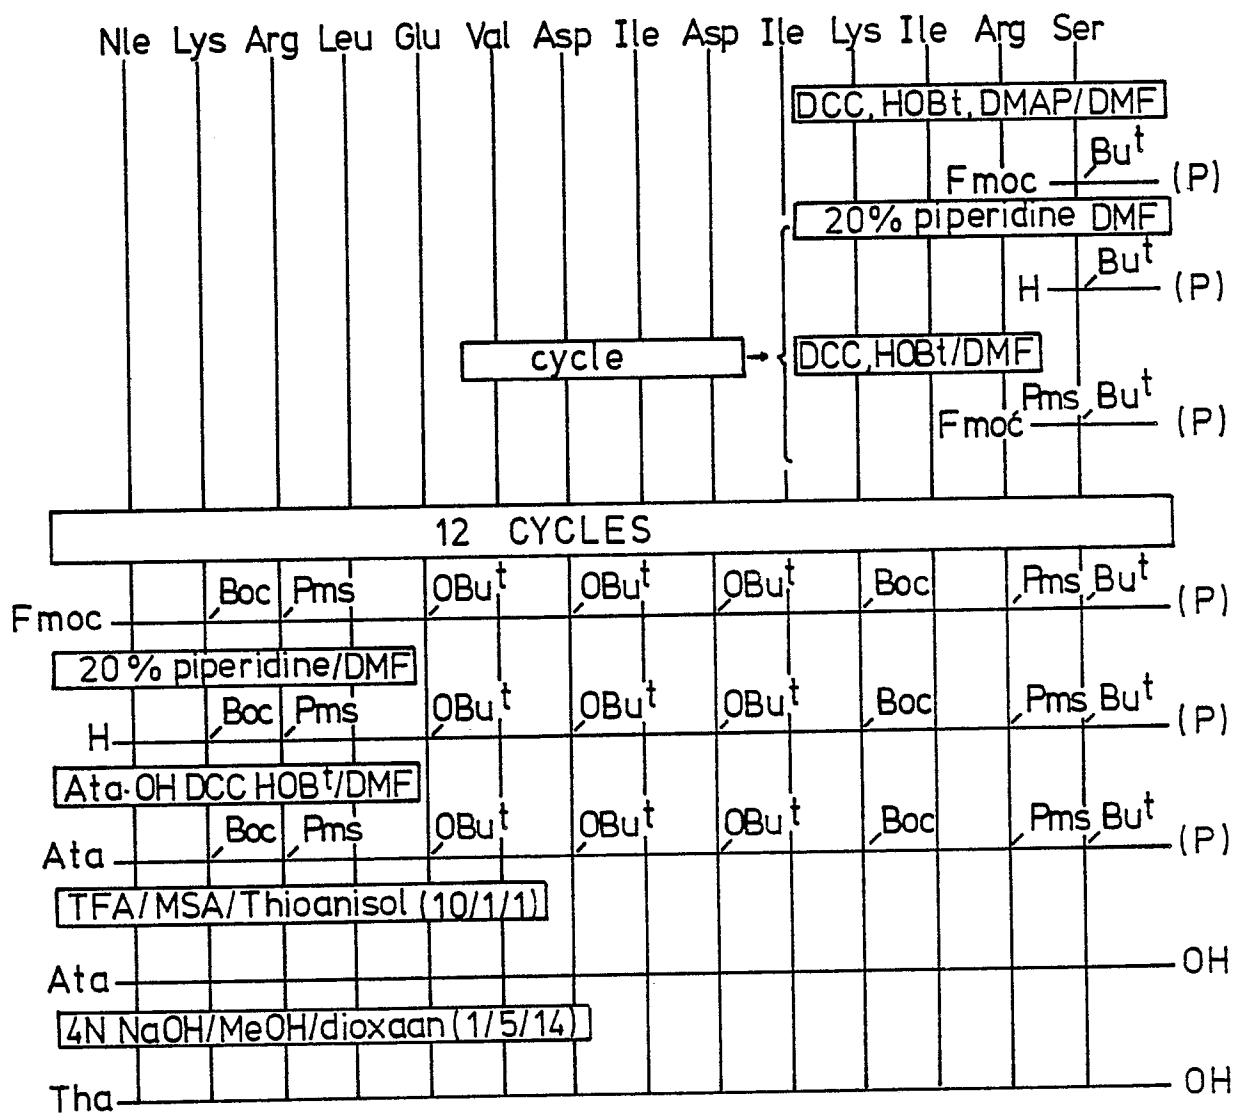 Nle Lys Arg Leu Glu Val Asp Ile Asp Ile Lys Ile Arg Ser
DCC, HOBt, DMAP/DMF
Bu^t
Fmoc (P)
20% piperidine DMF
Bu^t
H (P)
cycle → DCC, HOBt/DMF
Pms Bu^t
Fmoc (P)
12 CYCLES
Boc Pms OBu^t OBu^t OBu^t Boc Pms Bu^t
Fmoc (P)
20% piperidine/DMF
Boc Pms OBu^t OBu^t OBu^t Boc Pms Bu^t
H (P)
Ata·OH DCC HOB^t/DMF
Boc Pms OBu^t OBu^t OBu^t Boc Pms Bu^t
Ata (P)
TFA/MSA/Thioanisol (10/1/1)
Ata OH
4N NaOH/MeOH/dioxaan (1/5/14)
Tha OH